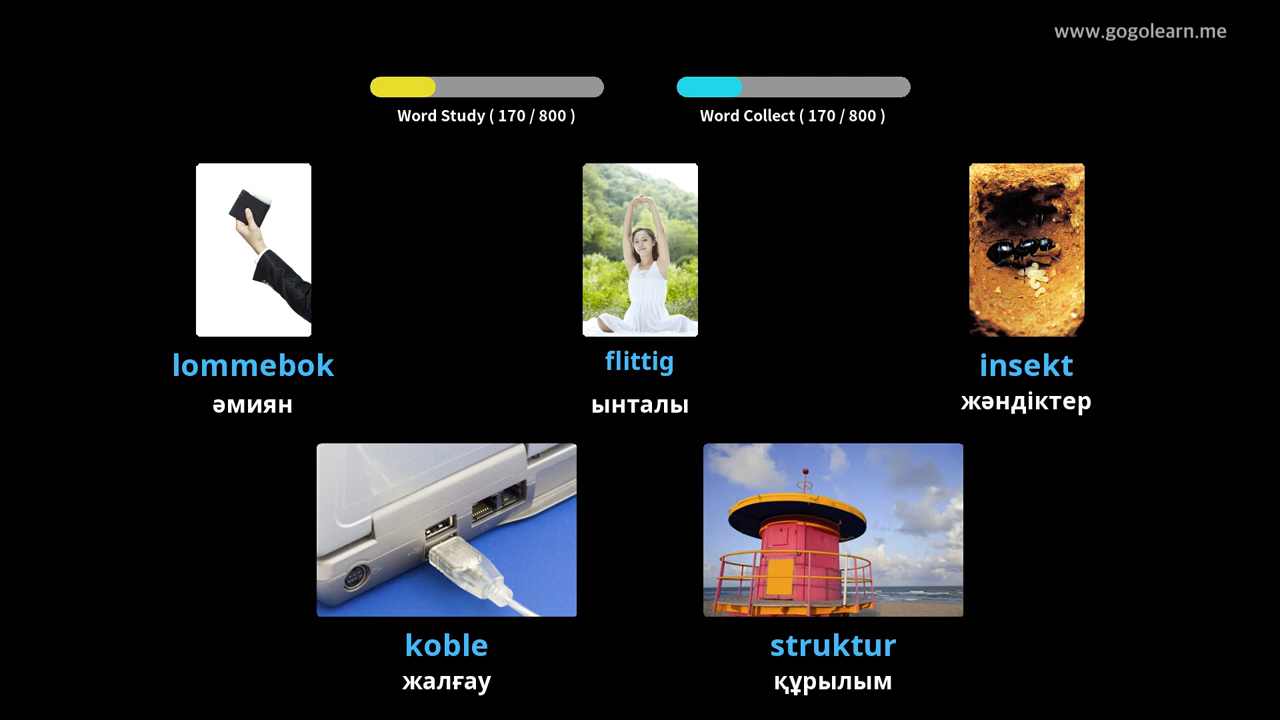 www.gogolearn.me
Word Study ( 170 / 800 )
Word Collect ( 170 / 800 )
lommebok
әмиян
flittig
ынталы
insekt
жәндіктер
koble
жалғау
struktur
құрылым